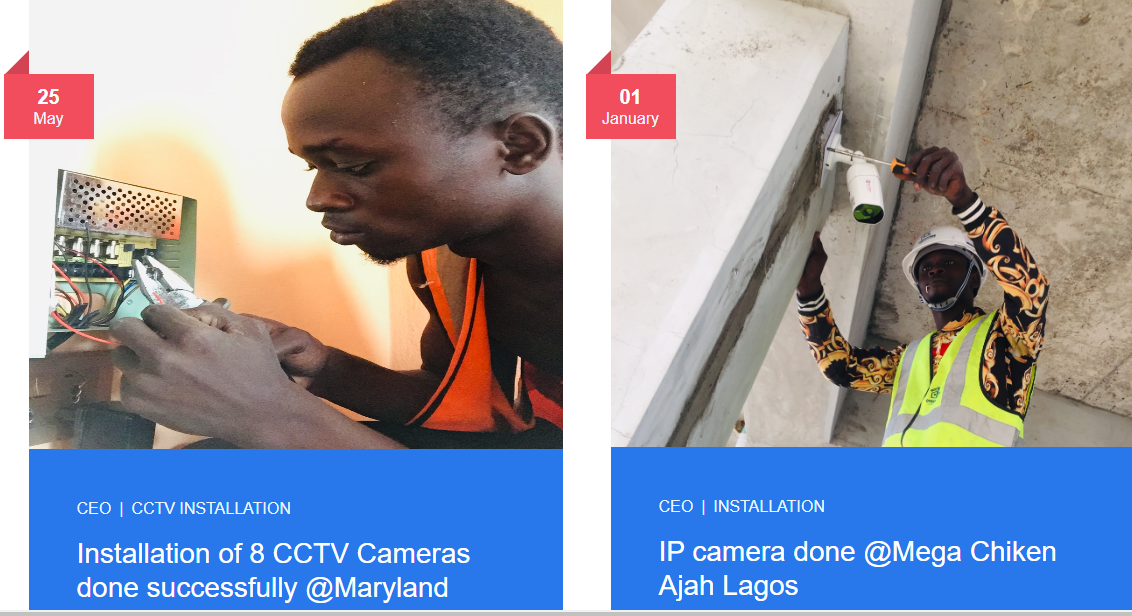 25
May
CEO | CCTV INSTALLATION
Installation of 8 CCTV Cameras
done successfully @Maryland
01
January
CEO | INSTALLATION
IP camera done @Mega Chiken
Ajah Lagos